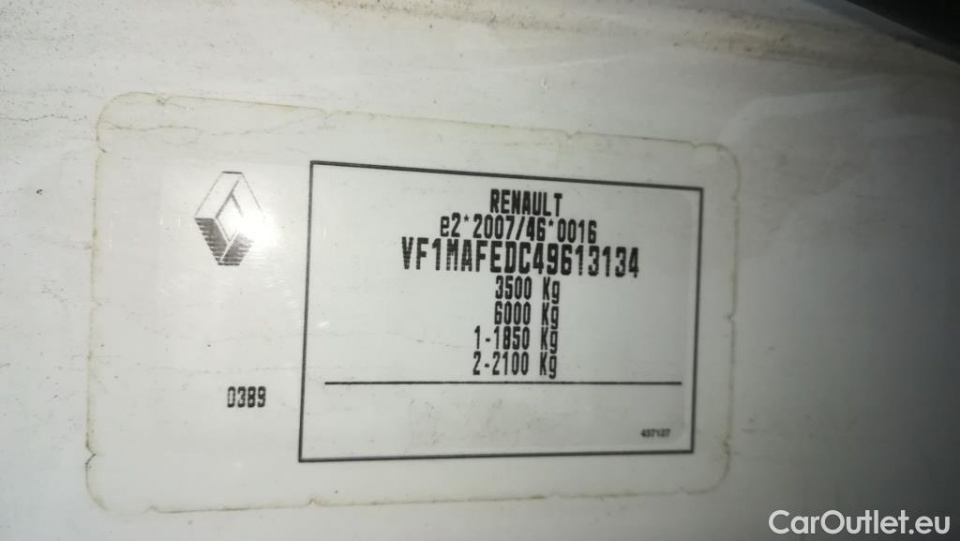 RENAULT
e2*2007/46*0016
VF1MAFEDC49613134
3500 Kg
6000 Kg
1-1850 Kg
2-2100 Kg
0389
437137
CarOutlet.eu